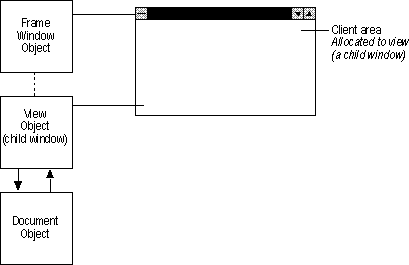 Frame
Window
Object
Client area
Allocated to view
(a child window)
View
Object
(child window)
Document
Object